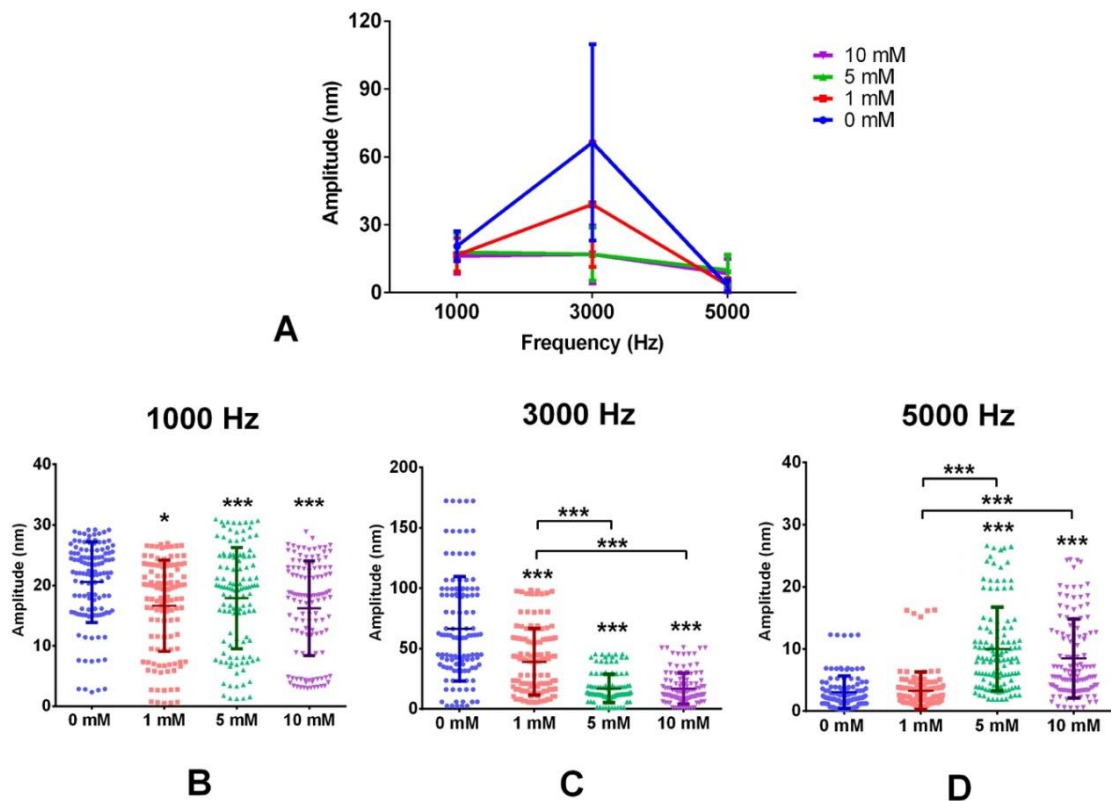 120
90
60
30
0
Amplitude (nm)
1000
3000
5000
Frequency (Hz)
10 mM
5 mM
1 mM
0 mM
A
1000 Hz
40
30
20
10
0
Amplitude (nm)
*
***
***
0 mM
1 mM
5 mM
10 mM
B
3000 Hz
200
150
100
50
0
Amplitude (nm)
***
***
***
***
***
0 mM
1 mM
5 mM
10 mM
C
5000 Hz
40
30
20
10
0
Amplitude (nm)
***
***
***
***
0 mM
1 mM
5 mM
10 mM
D